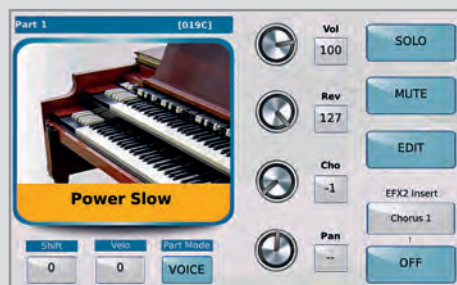 Part 1 [019C]
Power Slow
Shift Velo Part Mode
0 0 VOICE
Vol
100
Rev
127
Cho
-1
Pan
--
SOLO
MUTE
EDIT
EFX2 Insert
Chorus 1
↑
OFF